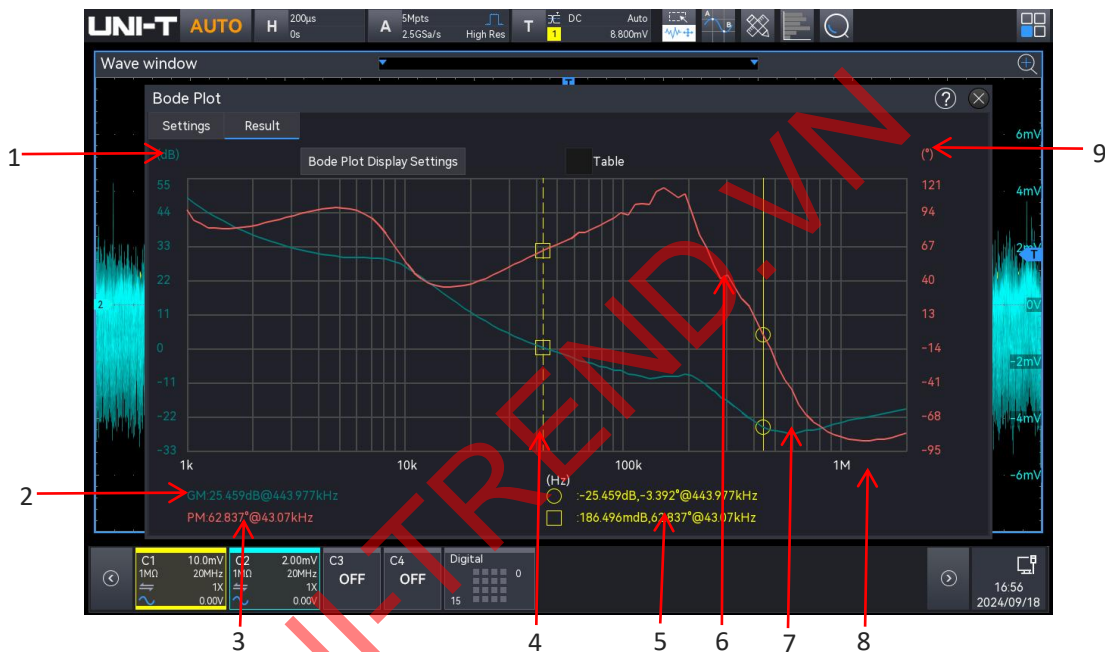 UNI-T AUTO H 200μs 0s A 5Mpts 2.5GSa/s High Res T 1 DC Auto 8.800mV A B
Wave window
T
Bode Plot ?
Settings Result
1 (dB) Bode Plot Display Settings Table (°) 9
6mV
55 121
4mV
44 94
33 67
2mV
T
22 40
2 0V
11 13
0 -14
-2mV
-11 -41
-22 -68
-4mV
-33 -95
1k 10k 100k 1M
(Hz)
-6mV
2 GM:25.459dB@443.977kHz :-25.459dB,-3.392°@443.977kHz
PM:62.837°@43.07kHz :186.496mdB,62.837°@43.07kHz
C1 10.0mV C2 2.00mV C3 C4 Digital
1MΩ 20MHz 1MΩ 20MHz OFF OFF 0
1X 1X
0.00V 0.00V 15
16:56
2024/09/18
3 4 5 6 7 8
UNI-TREND.VN